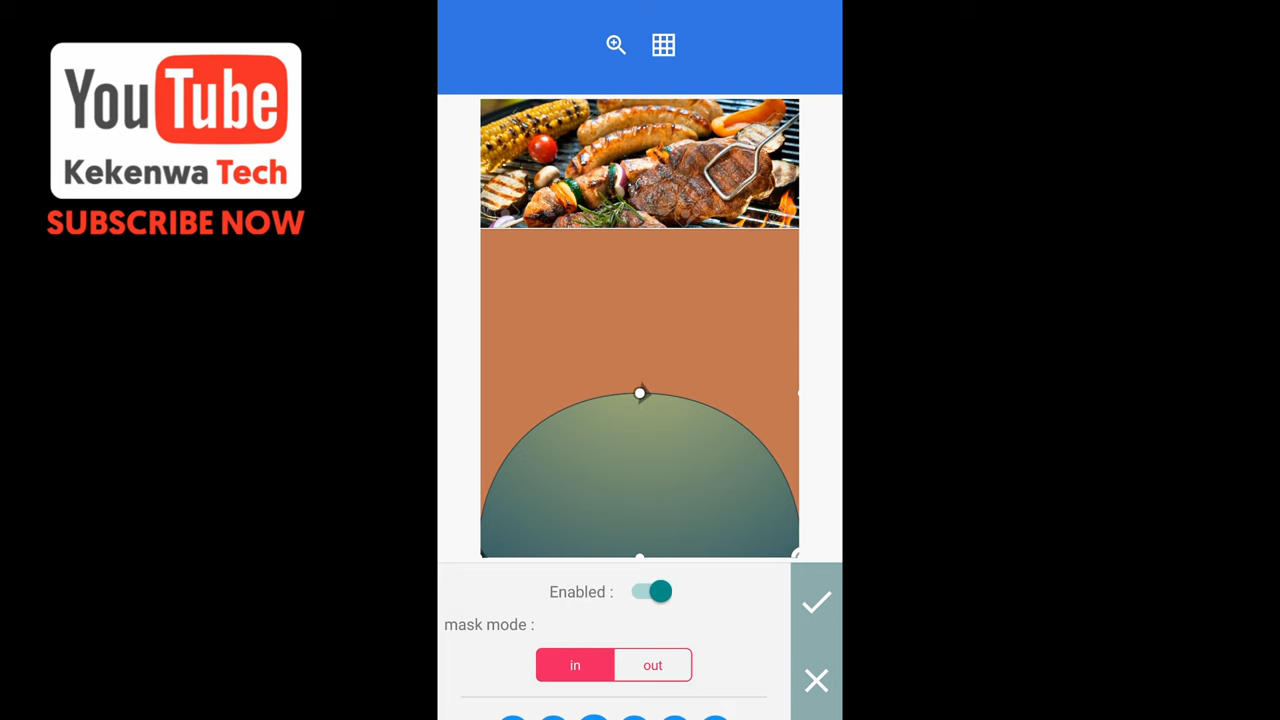 YouTube
Kekenwa Tech
SUBSCRIBE NOW
Enabled :
mask mode :
in
out